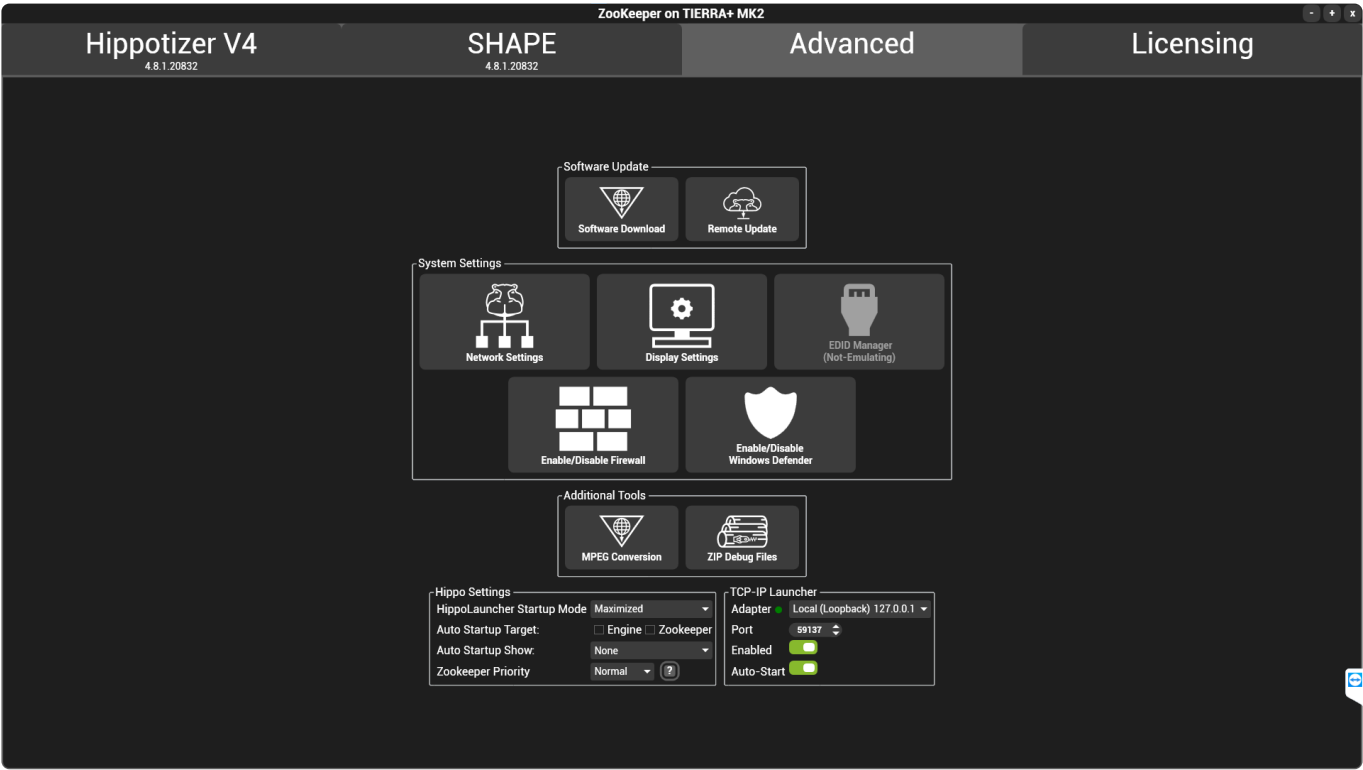 ZooKeeper on TIERRA+ MK2
- + x
Hippotizer V4
4.8.1.20832
SHAPE
4.8.1.20832
Advanced
Licensing
Software Update
Software Download
Remote Update
System Settings
Network Settings
Display Settings
EDID Manager
(Not-Emulating)
Enable/Disable Firewall
Enable/Disable
Windows Defender
Additional Tools
MPEG Conversion
ZIP Debug Files
Hippo Settings
HippoLauncher Startup Mode Maximized
Auto Startup Target: Engine Zookeeper
Auto Startup Show: None
Zookeeper Priority Normal ?
TCP-IP Launcher
Adapter Local (Loopback) 127.0.0.1
Port 59137
Enabled
Auto-Start